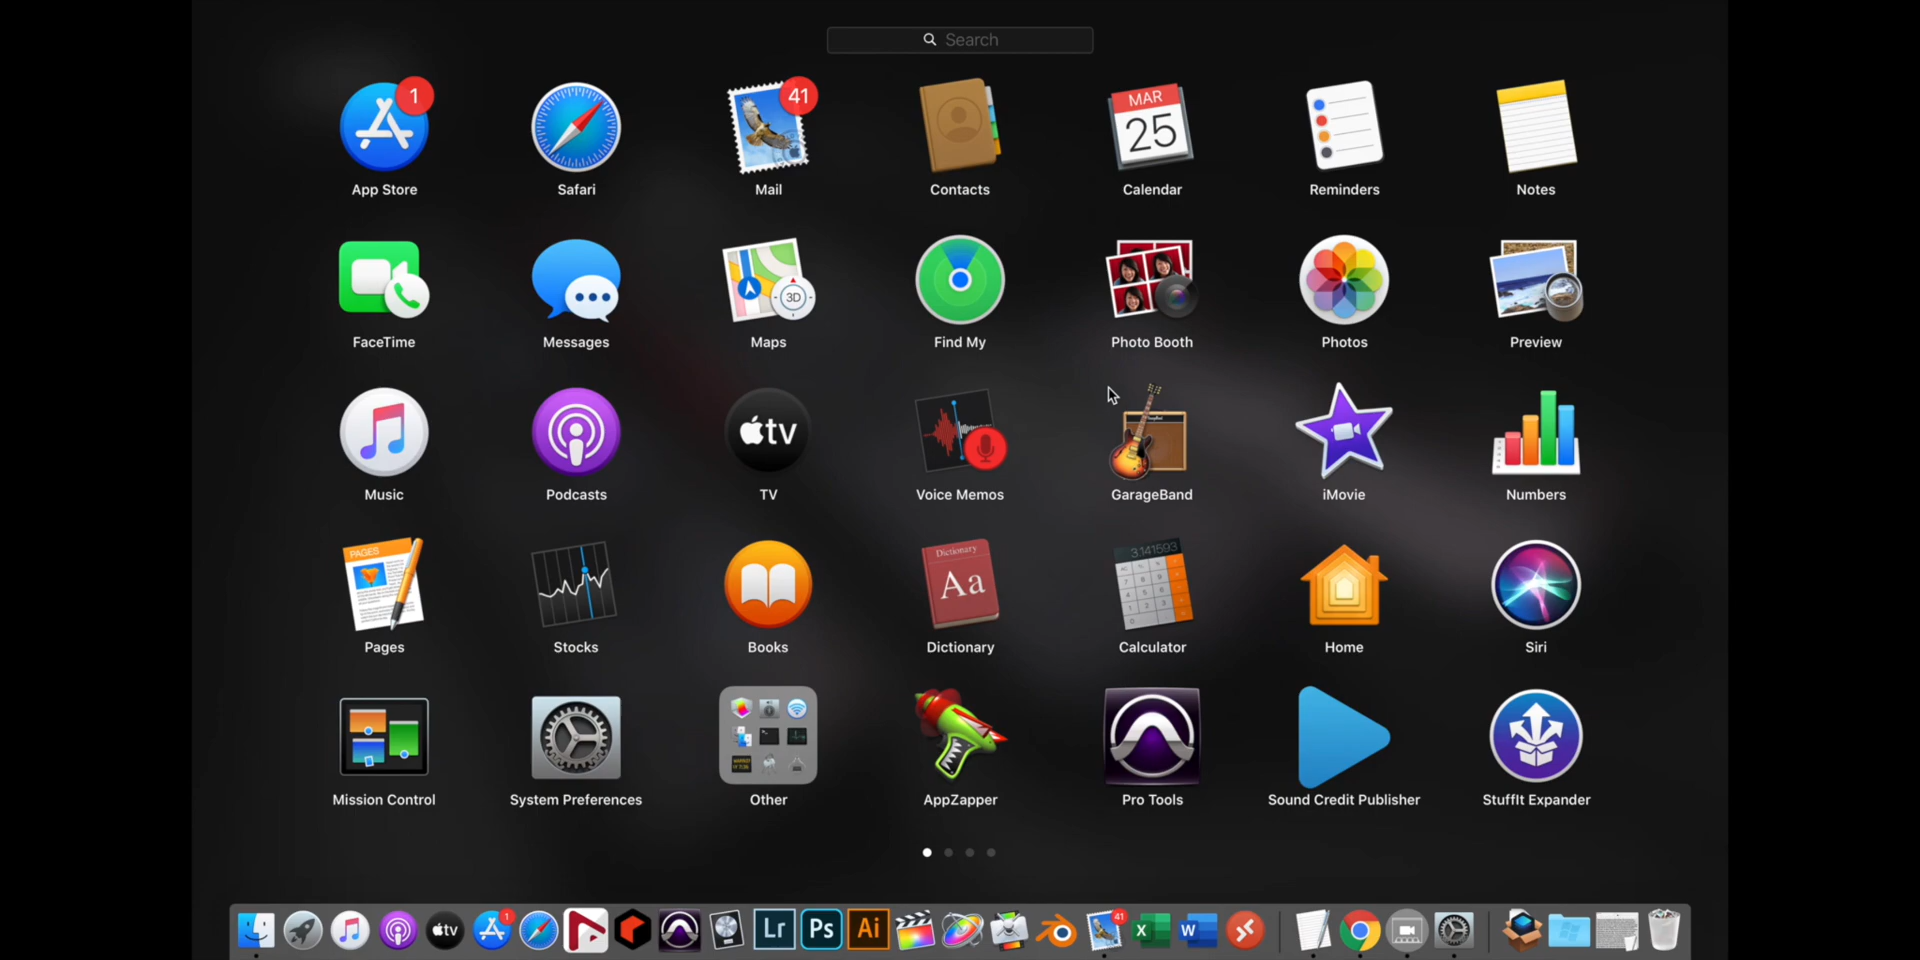 Search
1
41
MAR
25
App Store
Safari
Mail
Contacts
Calendar
Reminders
Notes
3D
FaceTime
Messages
Maps
Find My
Photo Booth
Photos
Preview
tv
Music
Podcasts
TV
Voice Memos
GarageBand
iMovie
Numbers
PAGES
Dictionary
Aa
3.141593
Pages
Stocks
Books
Dictionary
Calculator
Home
Siri
Mission Control
System Preferences
Other
AppZapper
Pro Tools
Sound Credit Publisher
StuffIt Expander
tv
1
Lr
Ps
Ai
41
X
W